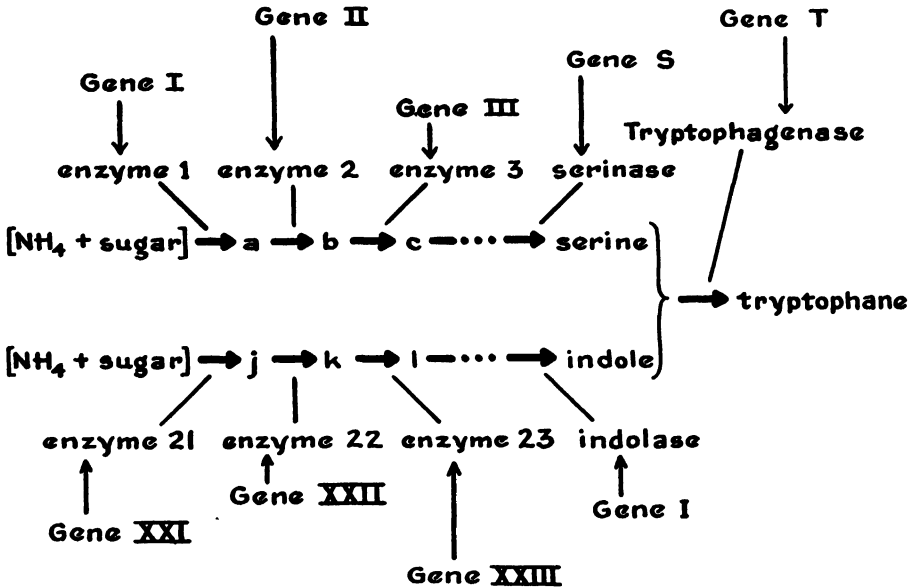 Gene II
Gene T
Gene S
Gene I
Gene III
Tryptophagenase
enzyme 1 enzyme 2 enzyme 3 serinase
[NH4 + sugar] a b c ... serine
tryptophane
[NH4 + sugar] j k l ... indole
enzyme 21 enzyme 22 enzyme 23 indolase
Gene XXII
Gene I
Gene XXI
Gene XXIII